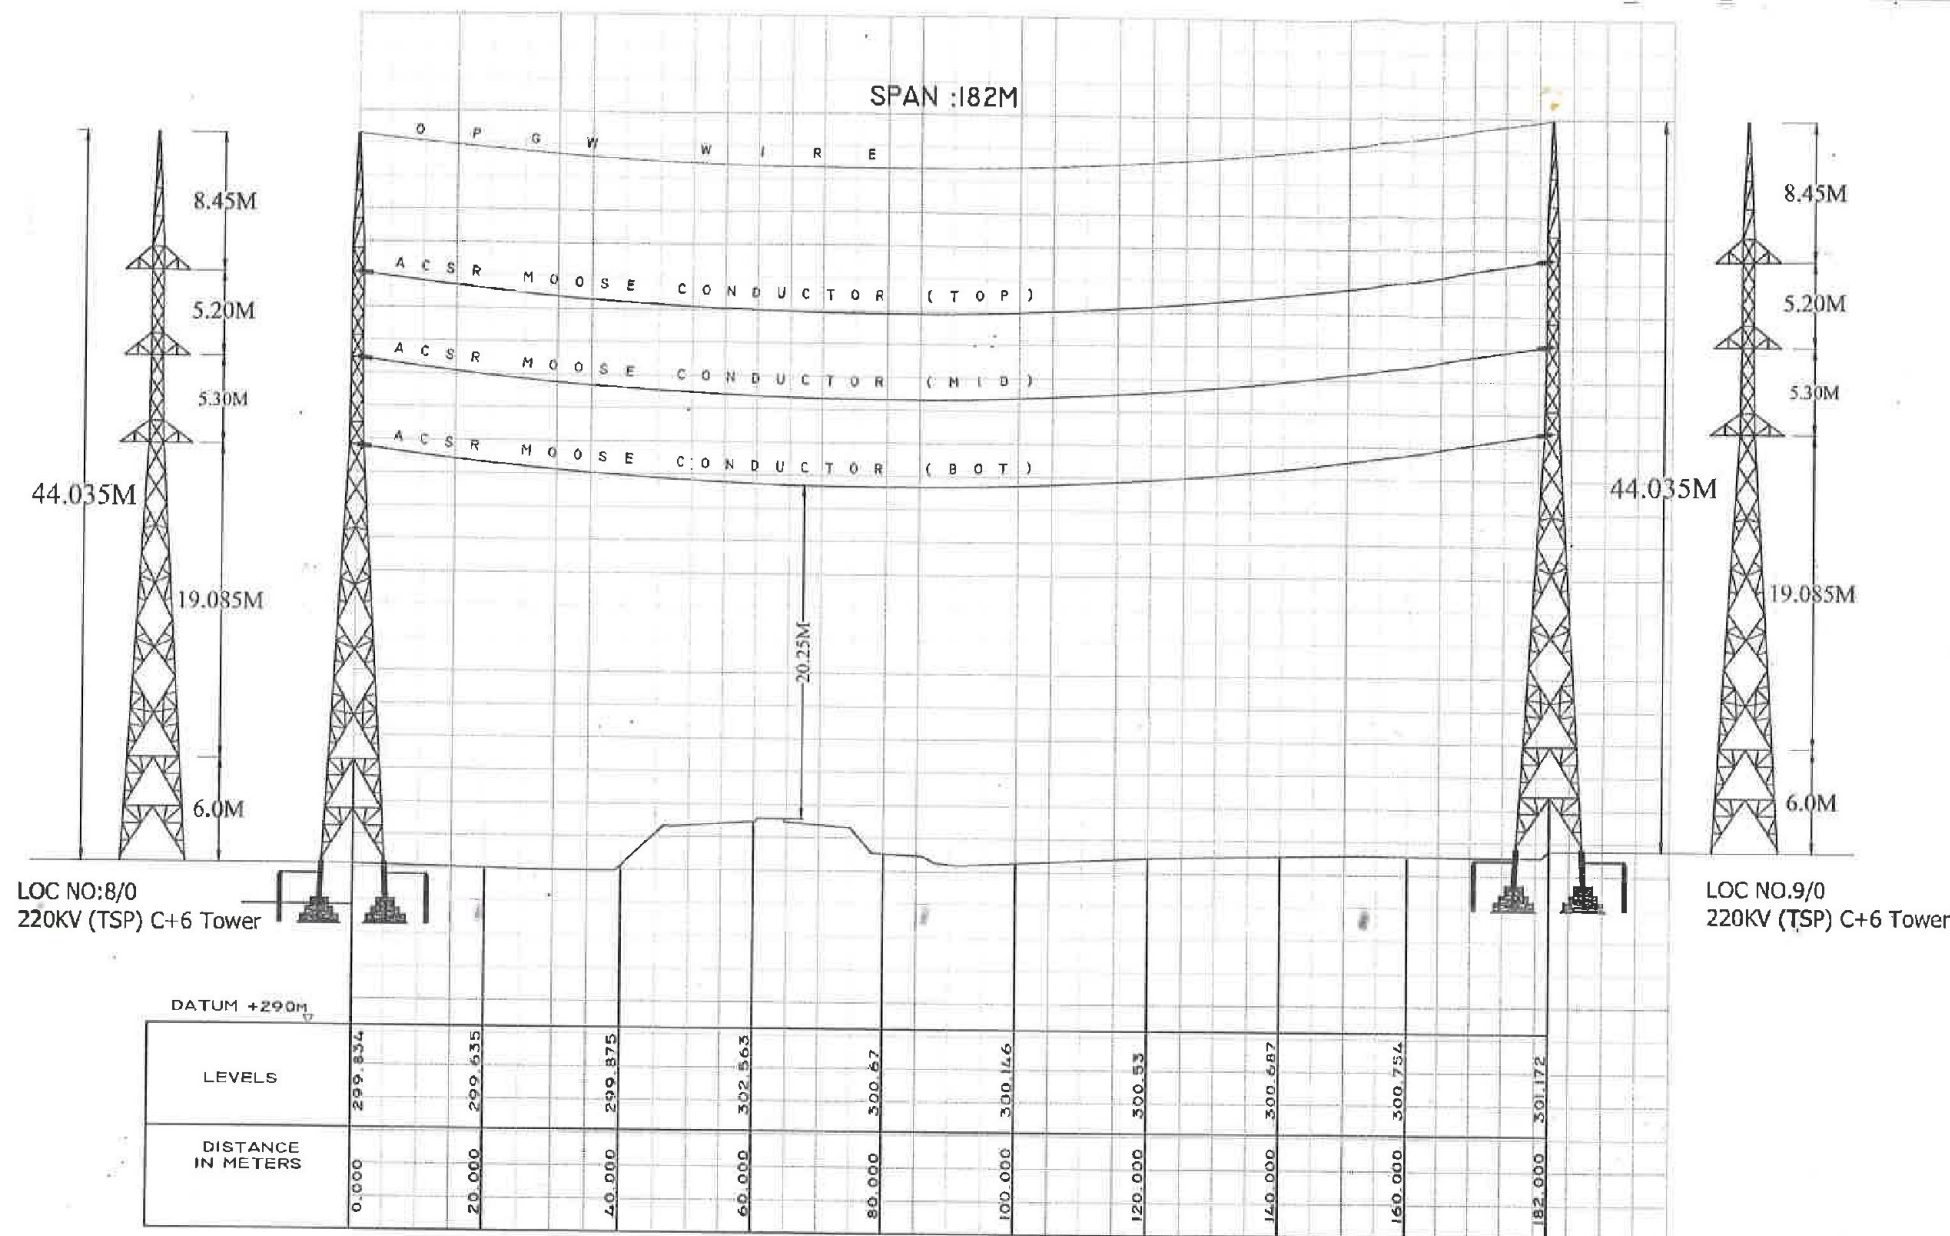 SPAN :182M
OPGW WIRE
8.45M
8.45M
ACSR MOOSE CONDUCTOR (TOP)
5.20M
5.20M
ACSR MOOSE CONDUCTOR (MID)
5.30M
5.30M
ACSR MOOSE CONDUCTOR (BOT)
44.035M
44.035M
19.085M
19.085M
20.25M
6.0M
6.0M
LOC NO:8/0
220KV (TSP) C+6 Tower
LOC NO.9/0
220KV (TSP) C+6 Tower
DATUM +290M
LEVELS
299.834
299.635
299.875
302.563
300.67
300.146
300.53
300.687
300.754
301.172
DISTANCE
IN METERS
0.000
20.000
40.000
60.000
80.000
100.000
120.000
140.000
160.000
182.000